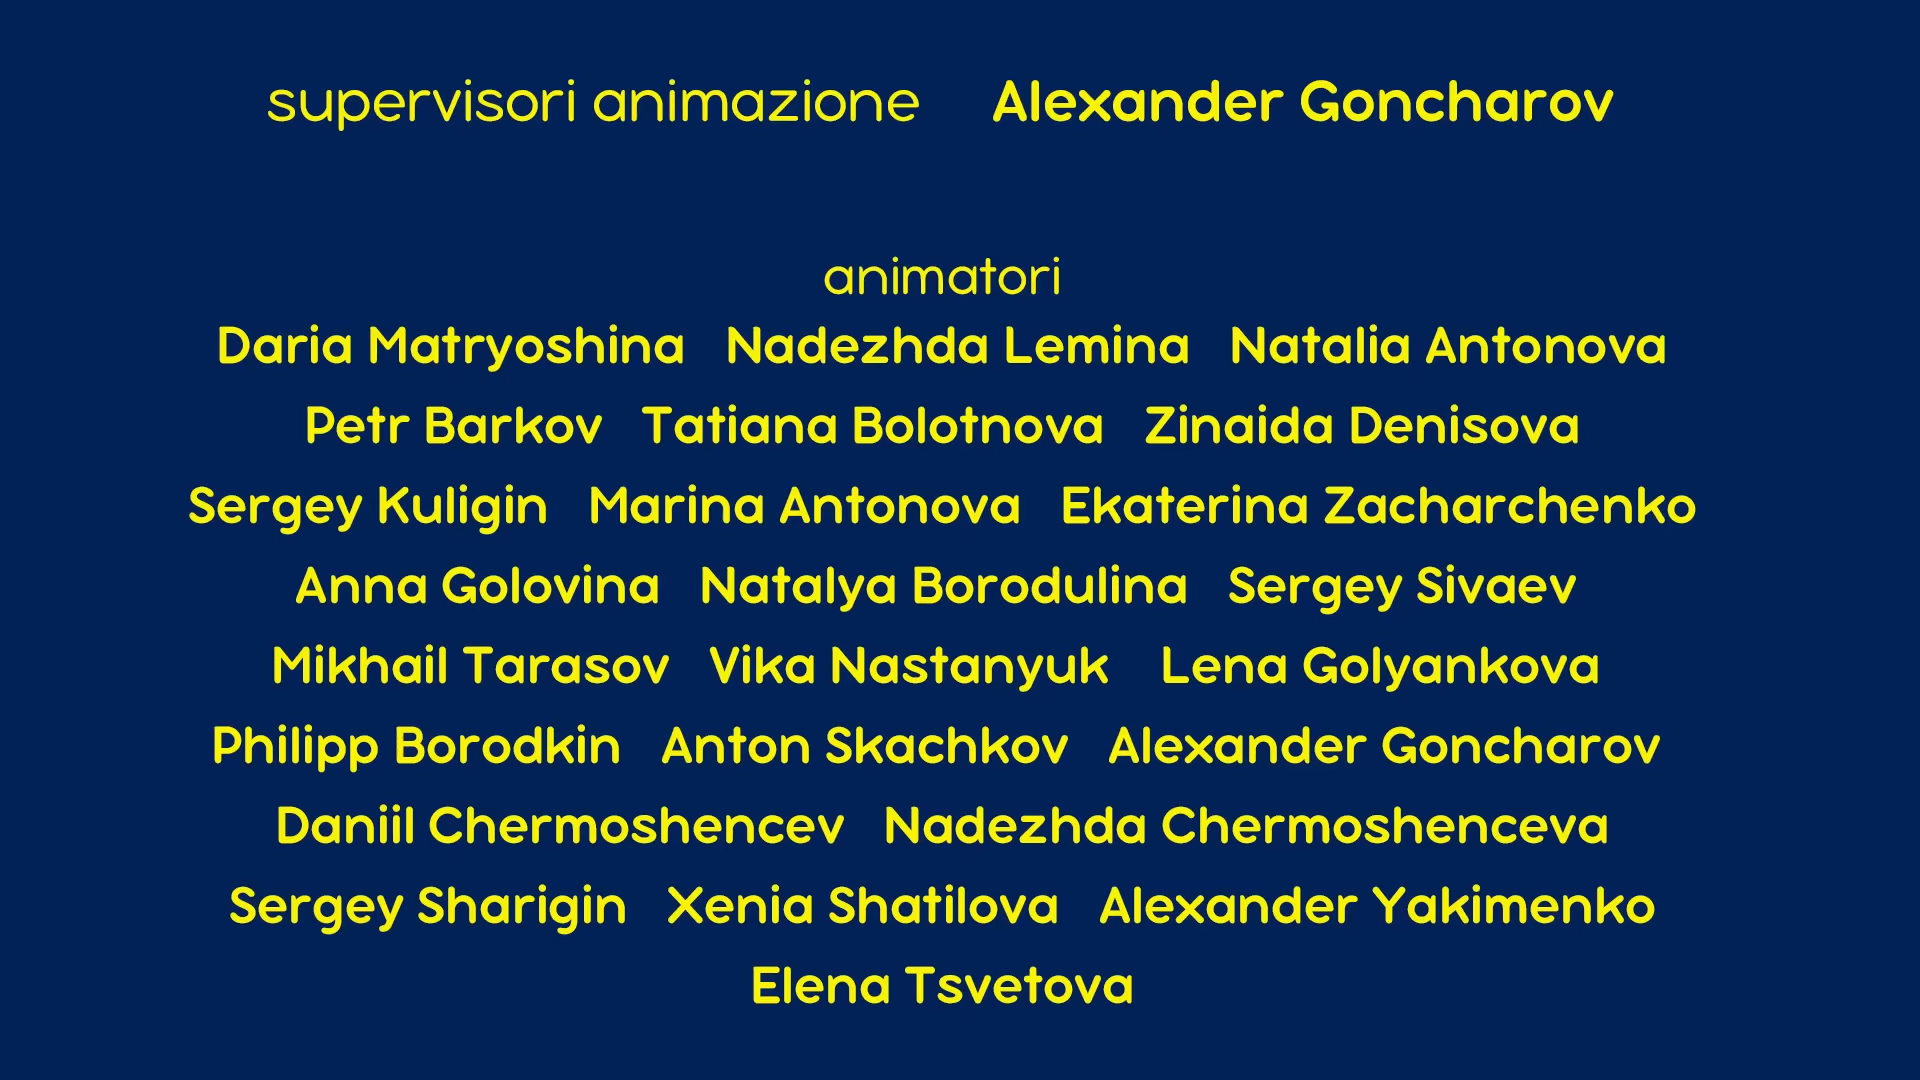 supervisori animazione Alexander Goncharov
animatori
Daria Matryoshina Nadezhda Lemina Natalia Antonova
Petr Barkov Tatiana Bolotnova Zinaida Denisova
Sergey Kuligin Marina Antonova Ekaterina Zacharchenko
Anna Golovina Natalya Borodulina Sergey Sivaev
Mikhail Tarasov Vika Nastanyuk Lena Golyankova
Philipp Borodkin Anton Skachkov Alexander Goncharov
Daniil Chermoshencev Nadezhda Chermoshenceva
Sergey Sharigin Xenia Shatilova Alexander Yakimenko
Elena Tsvetova